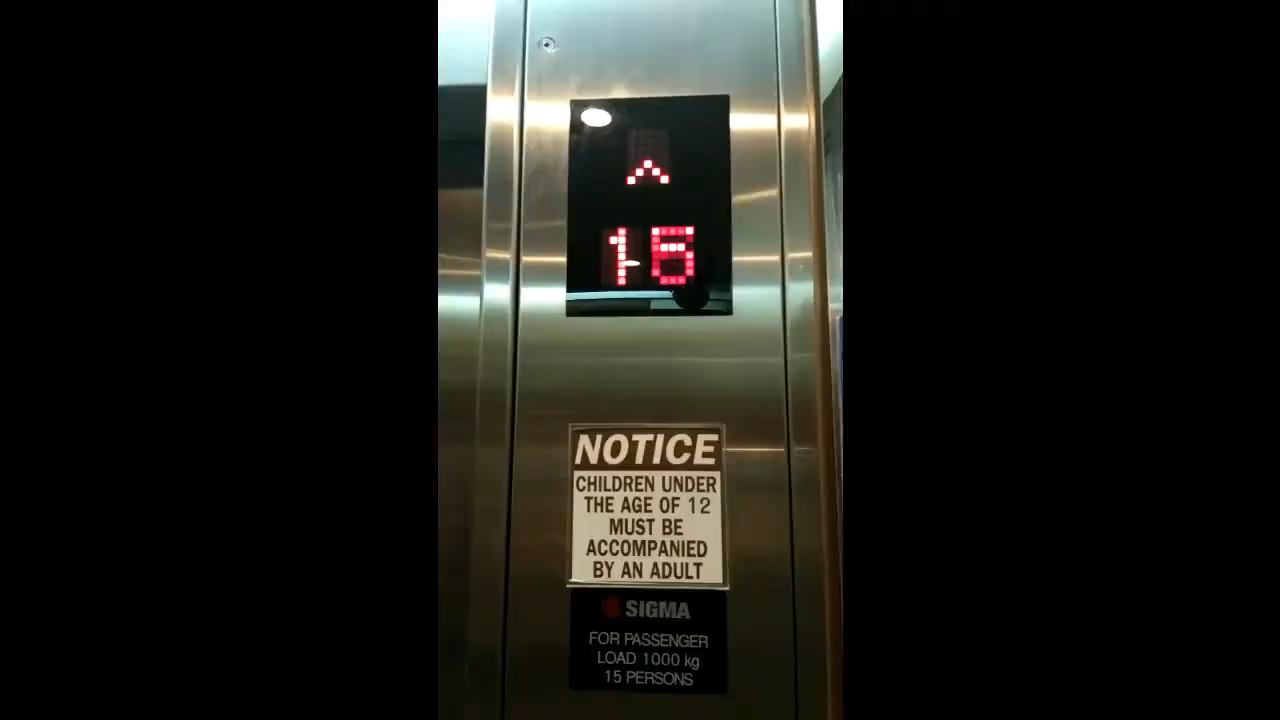 NOTICE
CHILDREN UNDER
THE AGE OF 12
MUST BE
ACCOMPANIED
BY AN ADULT
SIGMA
FOR PASSENGER
LOAD 1000 kg
15 PERSONS